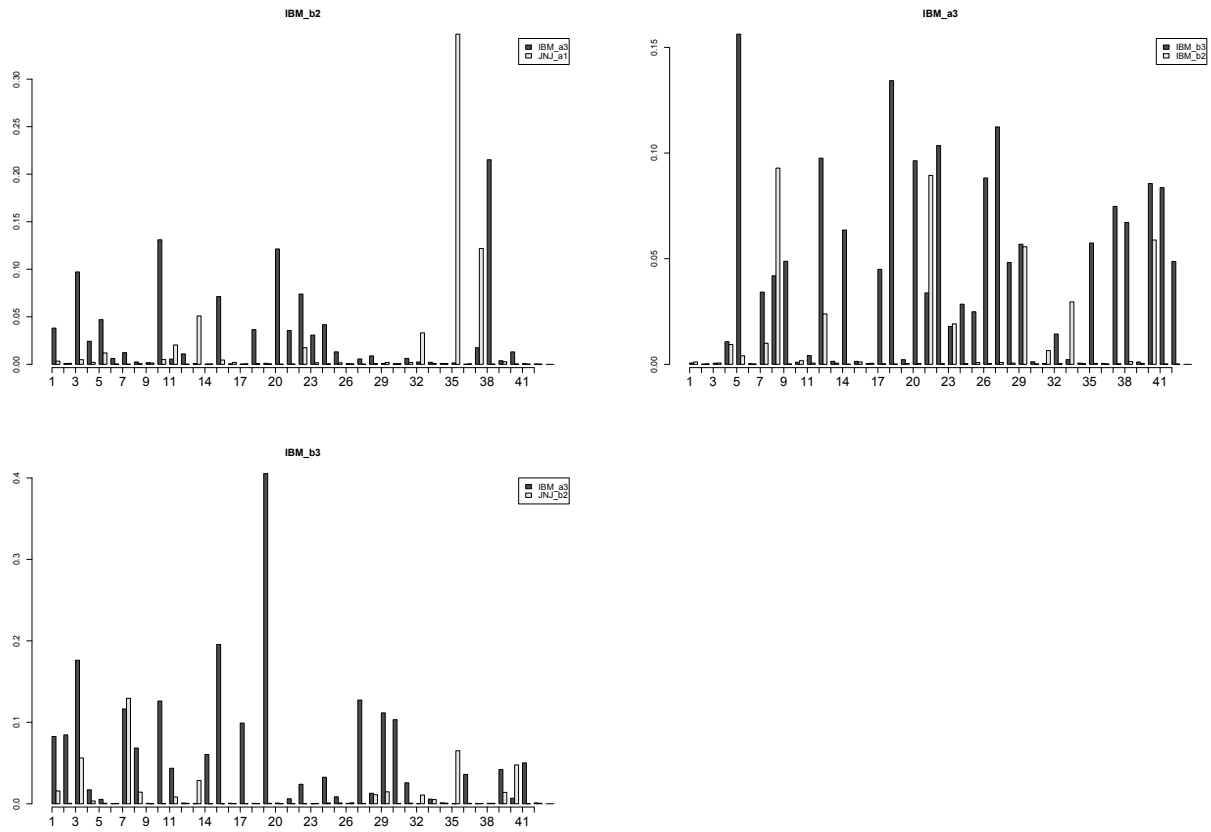 IBM_b2
IBM_a3
JNJ_a1
0.00 0.05 0.10 0.15 0.20 0.25 0.30
1 3 5 7 9 11 14 17 20 23 26 29 32 35 38 41
IBM_a3
IBM_b3
IBM_b2
0.00 0.05 0.10 0.15
1 3 5 7 9 11 14 17 20 23 26 29 32 35 38 41
IBM_b3
IBM_a3
JNJ_b2
0.0 0.1 0.2 0.3 0.4
1 3 5 7 9 11 14 17 20 23 26 29 32 35 38 41